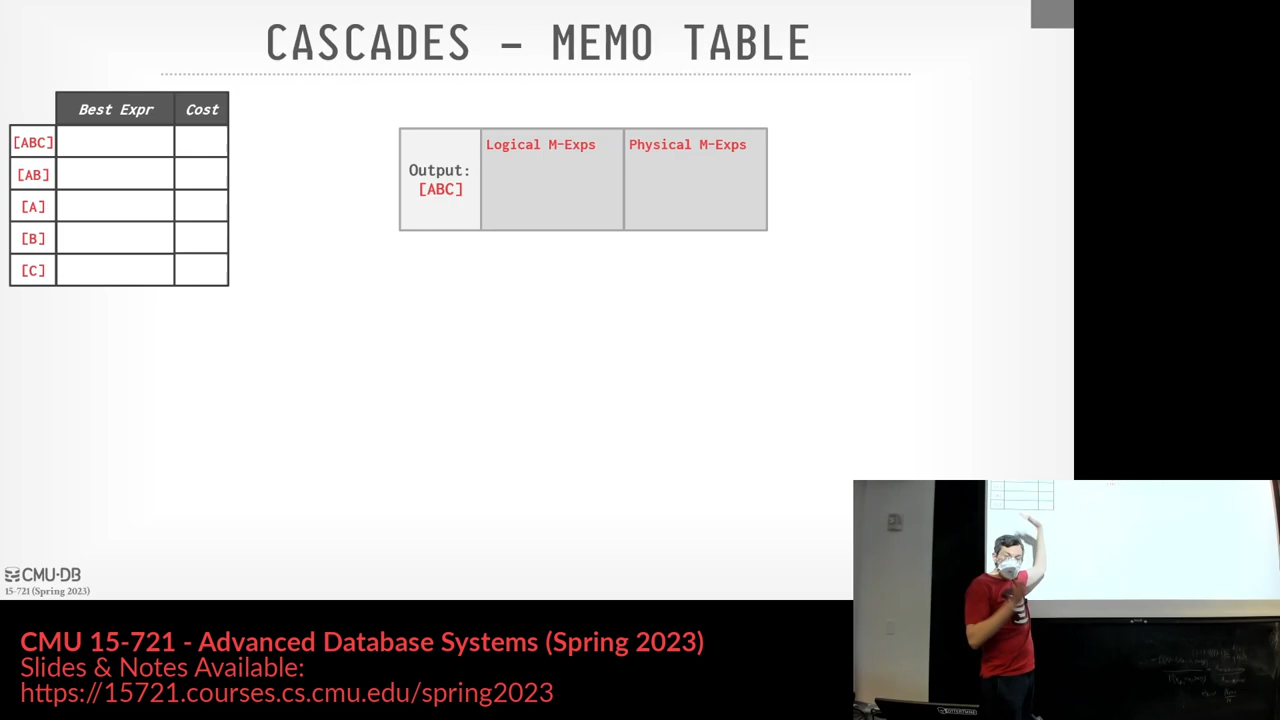 CASCADES – MEMO TABLE
Best Expr Cost
[ABC]
[AB]
[A]
[B]
[C]
Logical M-Exps Physical M-Exps
Output:
[ABC]
CMU·DB
15-721 (Spring 2023)
CMU 15-721 - Advanced Database Systems (Spring 2023)
Slides & Notes Available:
https://15721.courses.cs.cmu.edu/spring2023
OTTERTUNE